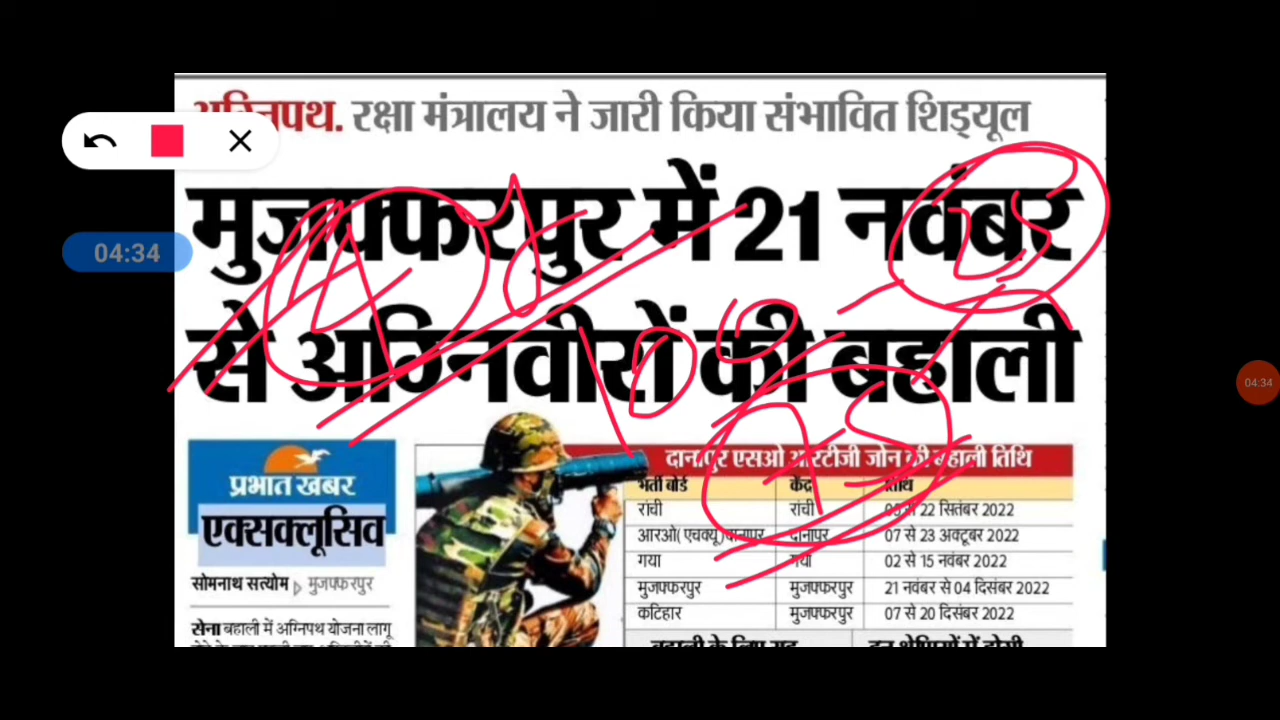 अग्निपथ. रक्षा मंत्रालय ने जारी किया संभावित शिड्यूल
मुजफ्फरपुर में 21 नवंबर
से अग्निवीरों की बहाली
04:34
04:34
प्रभात खबर
एक्सक्लूसिव
सोमनाथ सत्योम मुजफ्फरपुर
सेना बहाली में अग्निपथ योजना लागू
दानापुर एसओ आरटीजी जोन की बहाली तिथि
भर्ती बोर्ड केंद्र तिथि
रांची रांची से 22 सितंबर 2022
आरओ( एचक्यू)दानापुर दानापुर 07 से 23 अक्टूबर 2022
गया गया 02 से 15 नवंबर 2022
मुजफ्फरपुर मुजफ्फरपुर 21 नवंबर से 04 दिसंबर 2022
कटिहार मुजफ्फरपुर 07 से 20 दिसंबर 2022